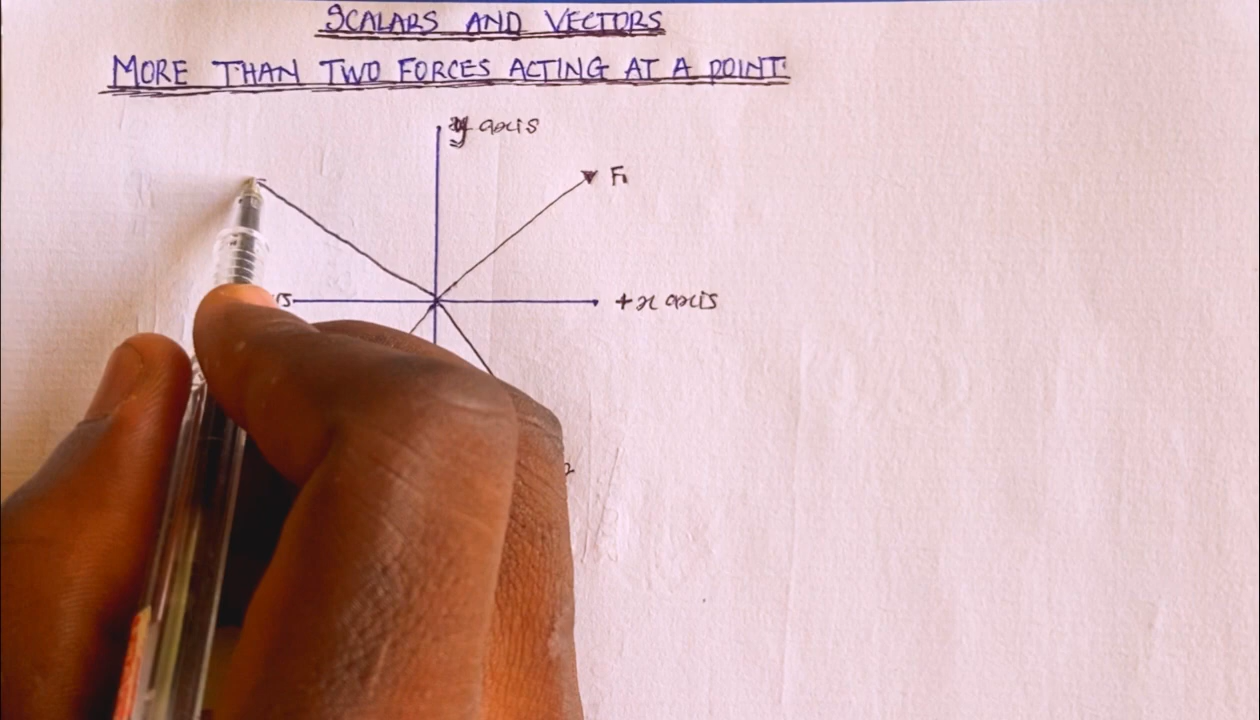 SCALARS AND VECTORS
MORE THAN TWO FORCES ACTING AT A POINT
y axis
F1
+x axis